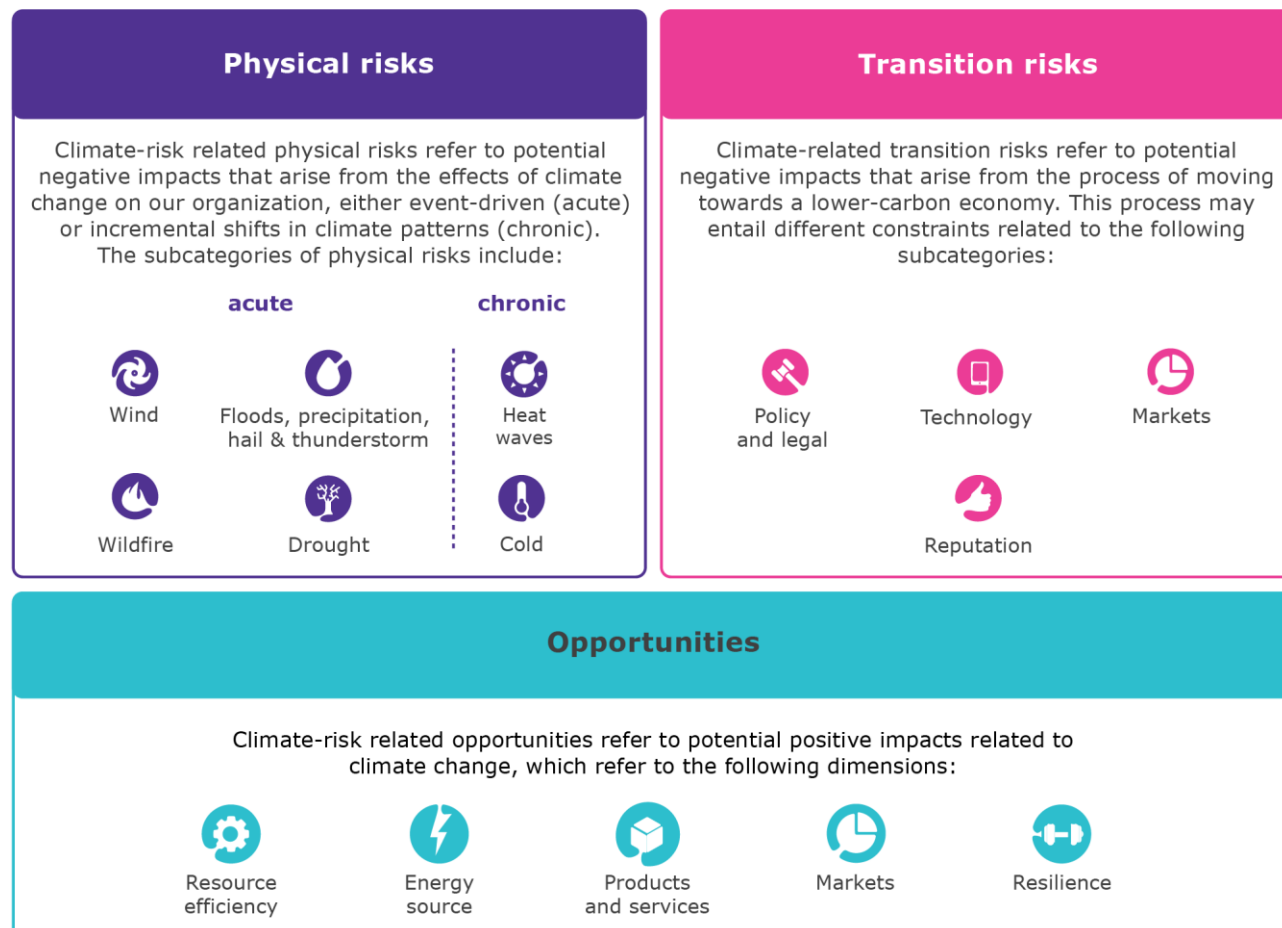 Physical risks
Climate-risk related physical risks refer to potential
negative impacts that arise from the effects of climate
change on our organization, either event-driven (acute)
or incremental shifts in climate patterns (chronic).
The subcategories of physical risks include:
acute
chronic
Wind
Floods, precipitation,
hail & thunderstorm
Heat
waves
Wildfire
Drought
Cold
Transition risks
Climate-related transition risks refer to potential
negative impacts that arise from the process of moving
towards a lower-carbon economy. This process may
entail different constraints related to the following
subcategories:
Policy
and legal
Technology
Markets
Reputation
Opportunities
Climate-risk related opportunities refer to potential positive impacts related to
climate change, which refer to the following dimensions:
Resource
efficiency
Energy
source
Products
and services
Markets
Resilience